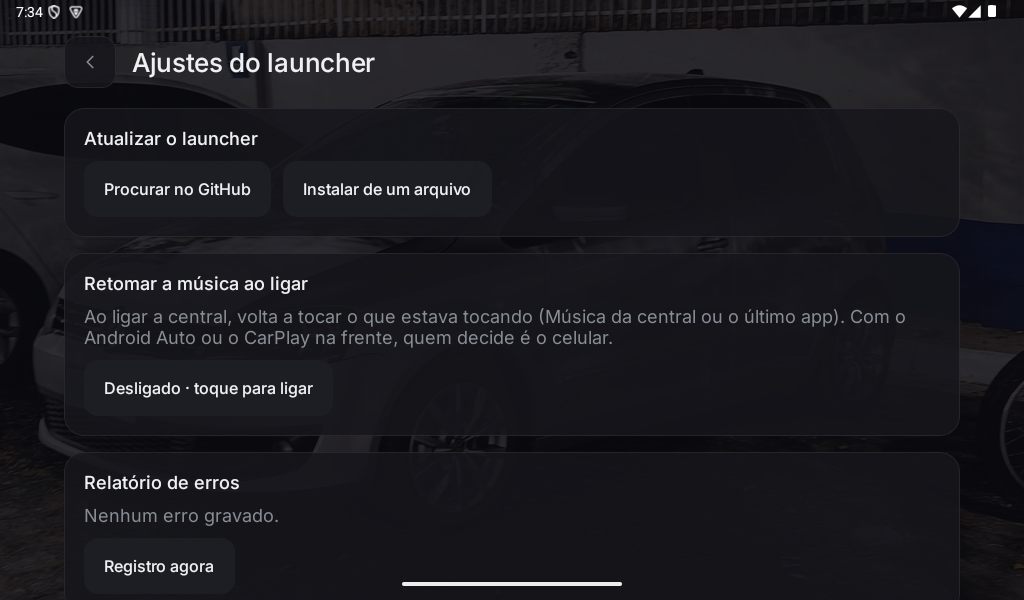 7:34
Ajustes do launcher
Atualizar o launcher
Procurar no GitHub
Instalar de um arquivo
Retomar a música ao ligar
Ao ligar a central, volta a tocar o que estava tocando (Música da central ou o último app). Com o
Android Auto ou o CarPlay na frente, quem decide é o celular.
Desligado · toque para ligar
Relatório de erros
Nenhum erro gravado.
Registro agora